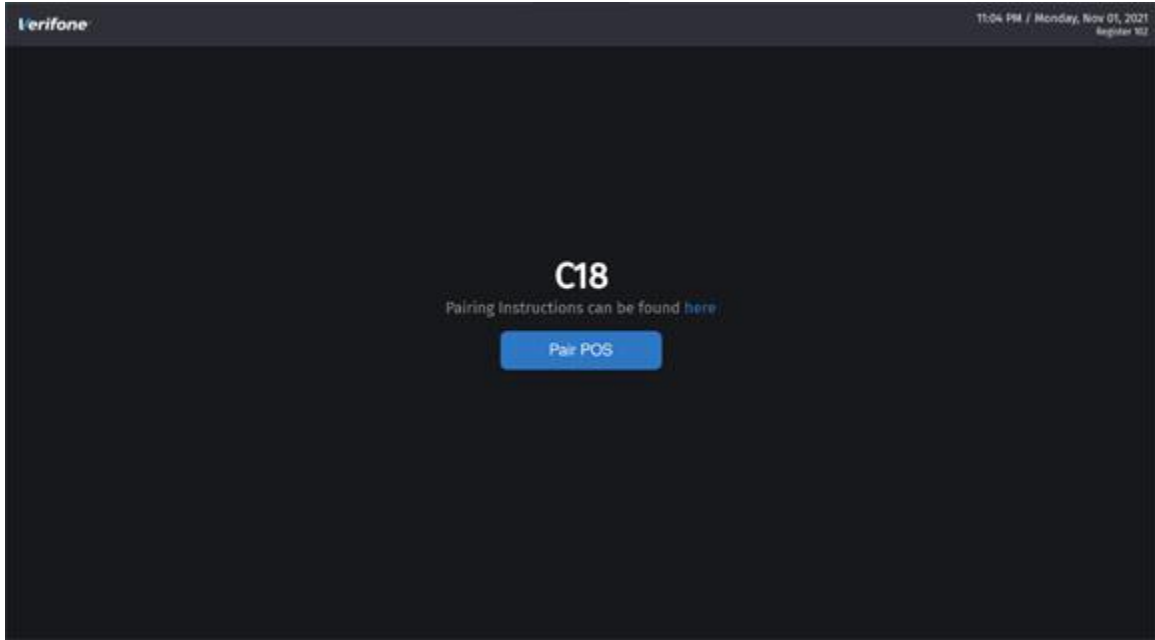 Verifone
11:04 PM / Monday, Nov 01, 2021
Register 102
C18
Pairing Instructions can be found here
Pair POS